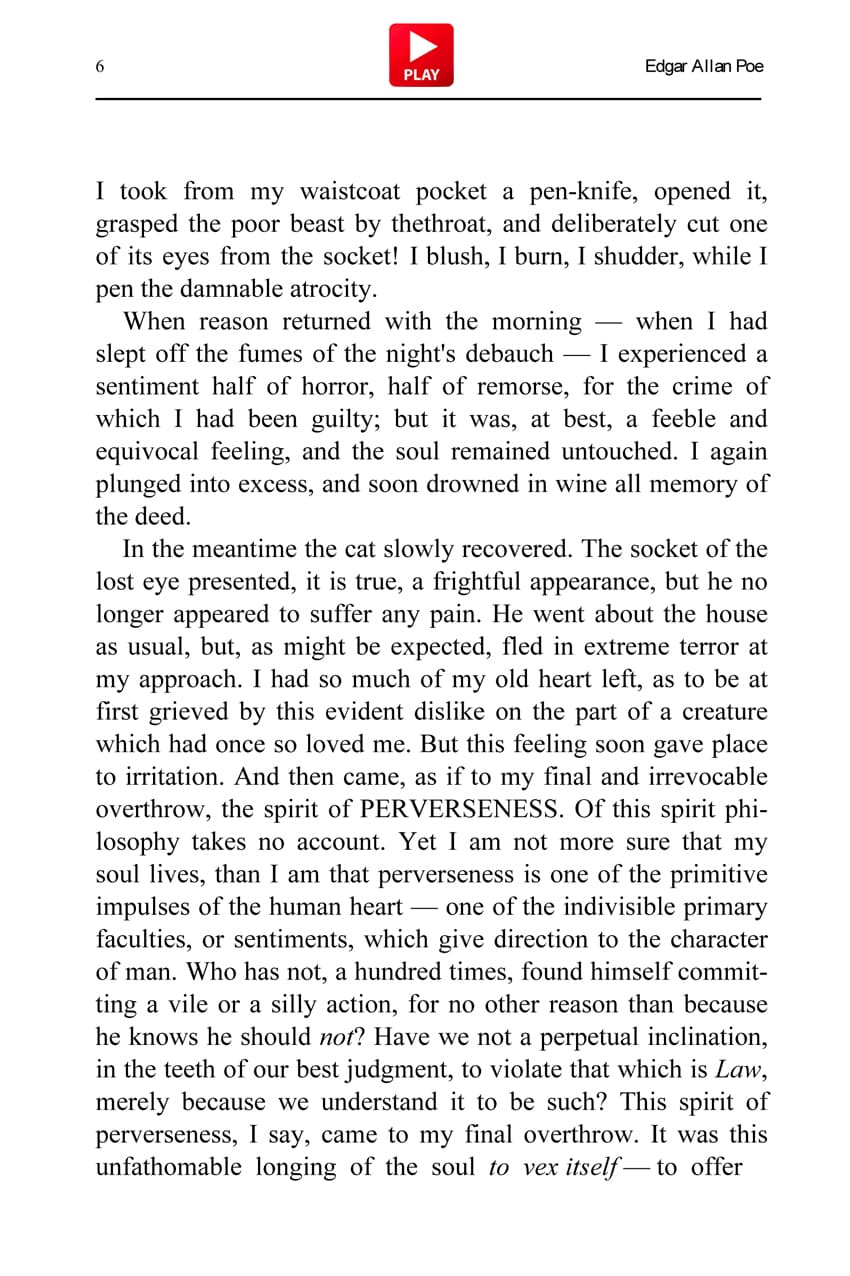 6
PLAY
Edgar Allan Poe
I took from my waistcoat pocket a pen-knife, opened it,
grasped the poor beast by thethroat, and deliberately cut one
of its eyes from the socket! I blush, I burn, I shudder, while I
pen the damnable atrocity.
When reason returned with the morning — when I had
slept off the fumes of the night's debauch — I experienced a
sentiment half of horror, half of remorse, for the crime of
which I had been guilty; but it was, at best, a feeble and
equivocal feeling, and the soul remained untouched. I again
plunged into excess, and soon drowned in wine all memory of
the deed.
In the meantime the cat slowly recovered. The socket of the
lost eye presented, it is true, a frightful appearance, but he no
longer appeared to suffer any pain. He went about the house
as usual, but, as might be expected, fled in extreme terror at
my approach. I had so much of my old heart left, as to be at
first grieved by this evident dislike on the part of a creature
which had once so loved me. But this feeling soon gave place
to irritation. And then came, as if to my final and irrevocable
overthrow, the spirit of PERVERSENESS. Of this spirit phi-
losophy takes no account. Yet I am not more sure that my
soul lives, than I am that perverseness is one of the primitive
impulses of the human heart — one of the indivisible primary
faculties, or sentiments, which give direction to the character
of man. Who has not, a hundred times, found himself commit-
ting a vile or a silly action, for no other reason than because
he knows he should not? Have we not a perpetual inclination,
in the teeth of our best judgment, to violate that which is Law,
merely because we understand it to be such? This spirit of
perverseness, I say, came to my final overthrow. It was this
unfathomable longing of the soul to vex itself — to offer